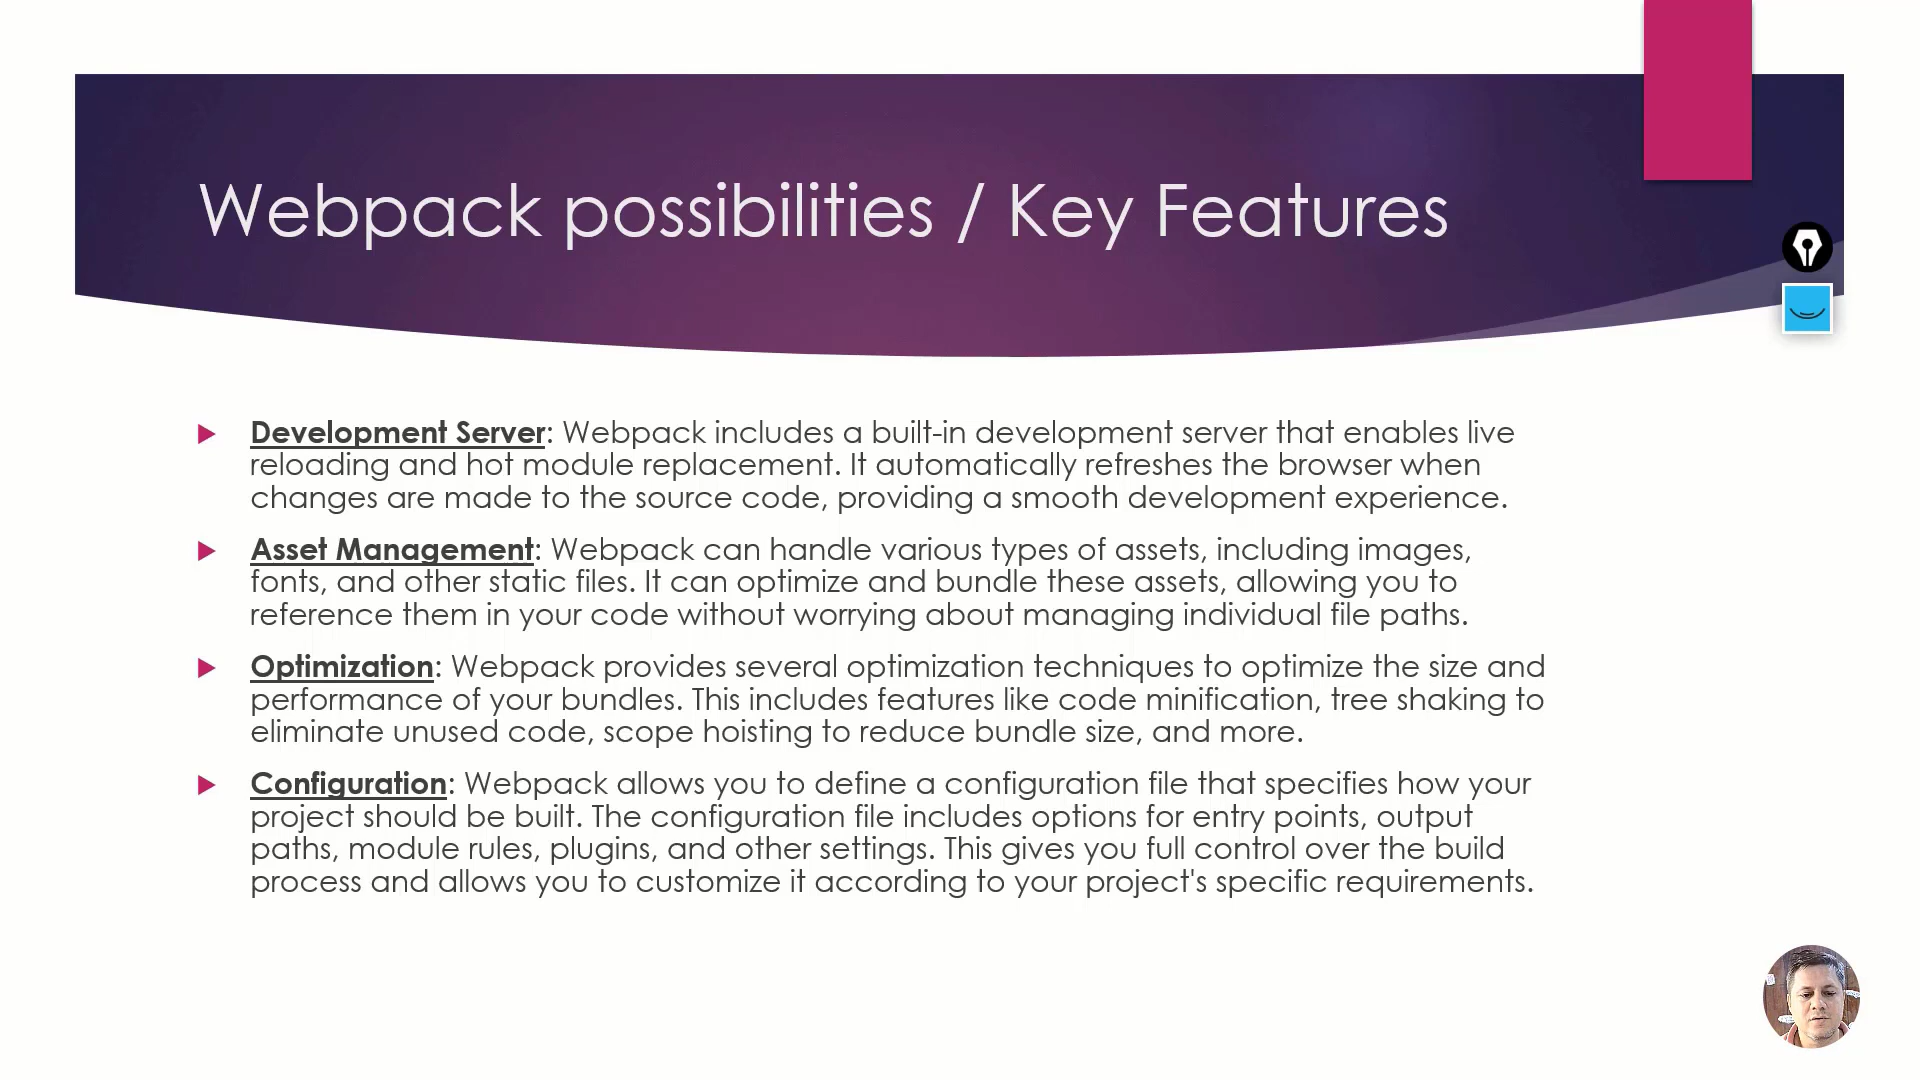 Webpack possibilities / Key Features
Development Server: Webpack includes a built-in development server that enables live
reloading and hot module replacement. It automatically refreshes the browser when
changes are made to the source code, providing a smooth development experience.
Asset Management: Webpack can handle various types of assets, including images,
fonts, and other static files. It can optimize and bundle these assets, allowing you to
reference them in your code without worrying about managing individual file paths.
Optimization: Webpack provides several optimization techniques to optimize the size and
performance of your bundles. This includes features like code minification, tree shaking to
eliminate unused code, scope hoisting to reduce bundle size, and more.
Configuration: Webpack allows you to define a configuration file that specifies how your
project should be built. The configuration file includes options for entry points, output
paths, module rules, plugins, and other settings. This gives you full control over the build
process and allows you to customize it according to your project's specific requirements.